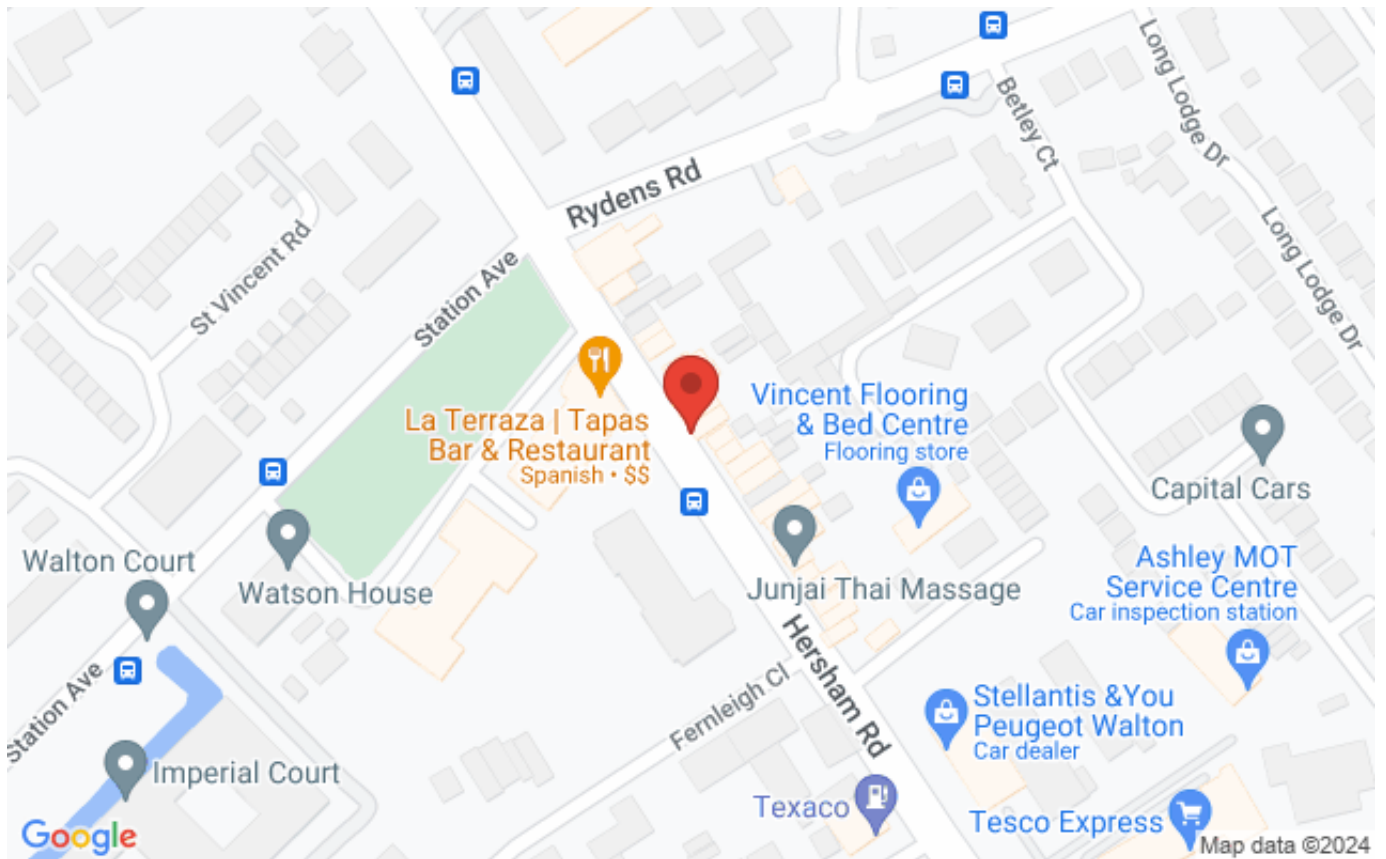 Long Lodge Dr
Betley Ct
Rydens Rd
Long Lodge Dr
St Vincent Rd
Station Ave
La Terraza | Tapas
Bar & Restaurant
Spanish • $$
Vincent Flooring
& Bed Centre
Flooring store
Capital Cars
Walton Court
Watson House
Junjai Thai Massage
Ashley MOT
Service Centre
Car inspection station
Hersham Rd
Fernleigh Cl
Station Ave
Stellantis &You
Peugeot Walton
Car dealer
Imperial Court
Texaco
Tesco Express
Google
Map data ©2024